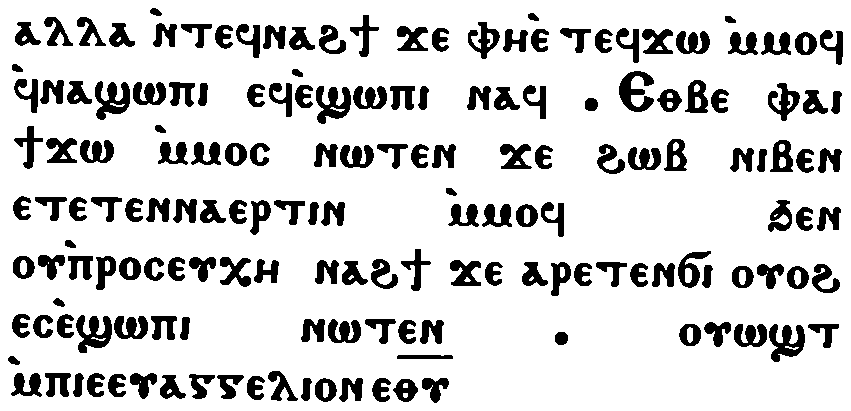 ⲁⲗⲗⲁ ⲛ̀ⲧⲉϥⲛⲁϩϯ ϫⲉ ⲫⲏⲉ̀ ⲧⲉϥϫⲱ ⲙ̀ⲙⲟϥ
ϥ̀ⲛⲁϣⲱⲡⲓ ⲉϥⲉ̀ϣⲱⲡⲓ ⲛⲁϥ . Ⲉⲑⲃⲉ ⲫⲁⲓ
ϯϫⲱ ⲙ̀ⲙⲟⲥ ⲛⲱⲧⲉⲛ ϫⲉ ϩⲱⲃ ⲛⲓⲃⲉⲛ
ⲉⲧⲉⲧⲉⲛⲛⲁⲉⲣⲧⲓⲛ ⲙ̀ⲙⲟϥ ϧⲉⲛ
ⲟⲩⲡ̀ⲣⲟⲥⲉⲩⲭⲏ ⲛⲁϩϯ ϫⲉ ⲁⲣⲉⲧⲉⲛϭⲓ ⲟⲩⲟϩ
ⲉⲥⲉ̀ϣⲱⲡⲓ ⲛⲱⲧⲉⲛ . ⲟⲩⲱϣⲧ
ⲙ̀ⲡⲓⲉⲉⲩⲁⲅⲅⲉⲗⲓⲟⲛ ⲉⲑⲩ